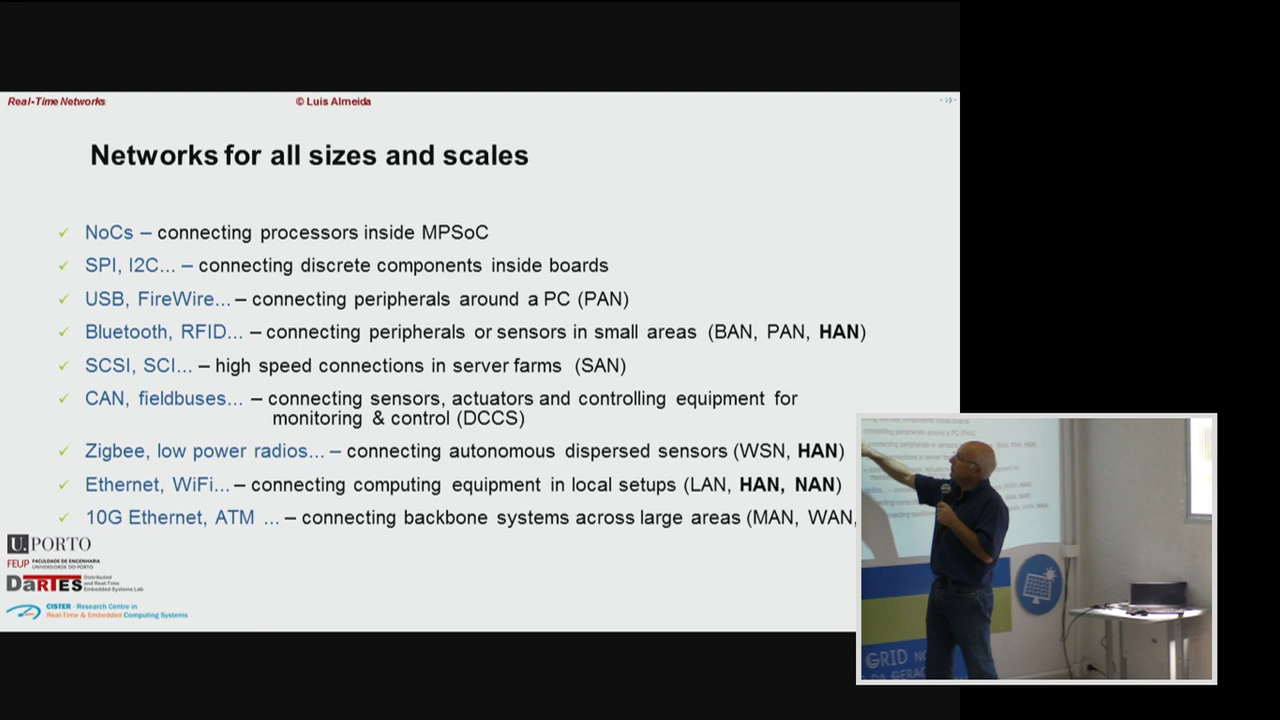 Real-Time Networks
© Luis Almeida
- 19 -
Networks for all sizes and scales
✓ NoCs – connecting processors inside MPSoC
✓ SPI, I2C... – connecting discrete components inside boards
✓ USB, FireWire... – connecting peripherals around a PC (PAN)
✓ Bluetooth, RFID... – connecting peripherals or sensors in small areas (BAN, PAN, HAN)
✓ SCSI, SCI... – high speed connections in server farms (SAN)
✓ CAN, fieldbuses... – connecting sensors, actuators and controlling equipment for
monitoring & control (DCCS)
✓ Zigbee, low power radios... – connecting autonomous dispersed sensors (WSN, HAN)
✓ Ethernet, WiFi... – connecting computing equipment in local setups (LAN, HAN, NAN)
✓ 10G Ethernet, ATM ... – connecting backbone systems across large areas (MAN, WAN,
U.PORTO
FEUP FACULDADE DE ENGENHARIA
UNIVERSIDADE DO PORTO
DaRTES Distributed
and Real-Time
Embedded Systems Lab
CISTER - Research Centre in
Real-Time & Embedded Computing Systems
GRID
DA GERAÇ